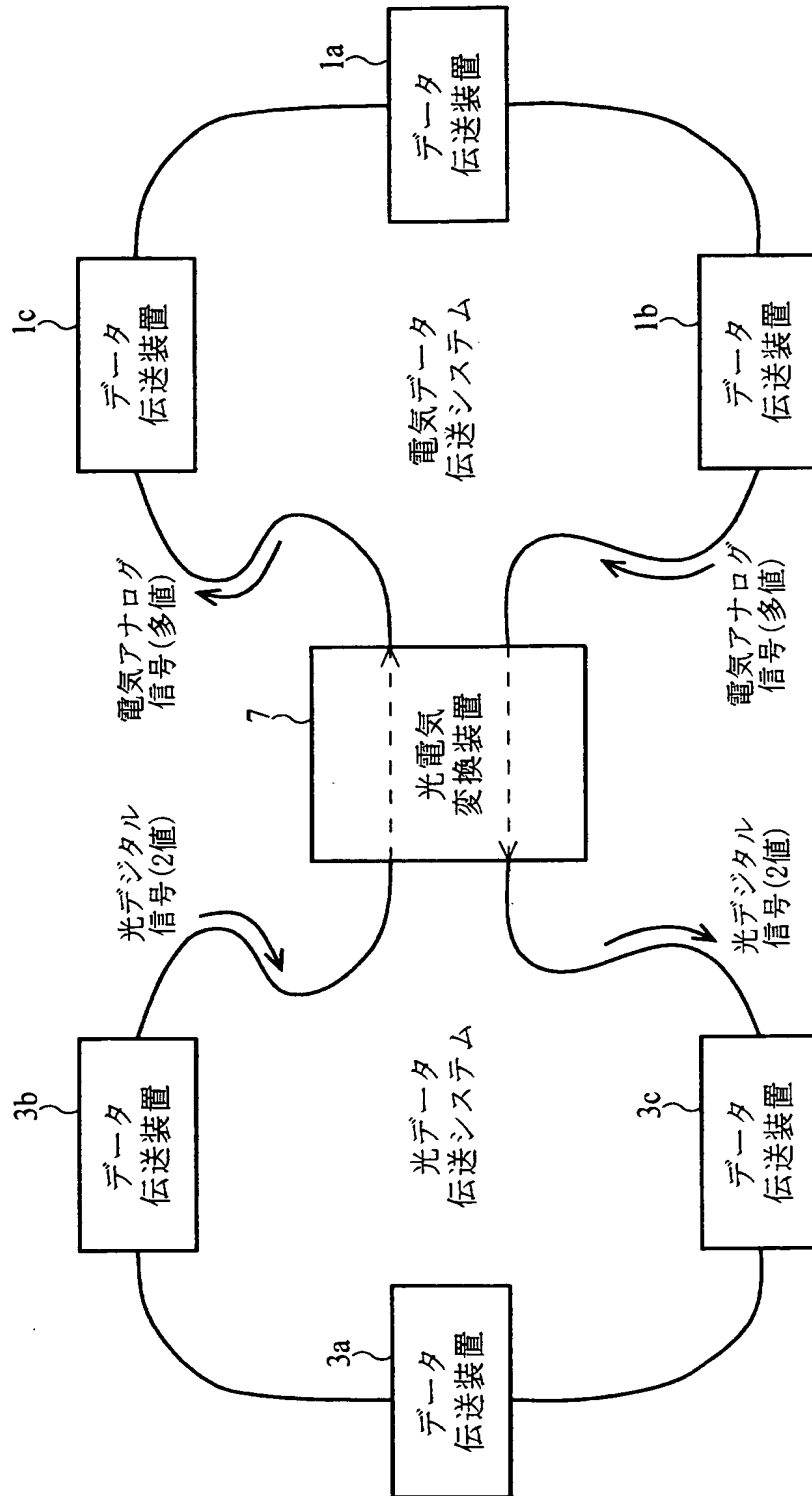 3b
データ
伝送装置
光デジタル
信号(2値)
電気アナログ
信号(多値)
1c
データ
伝送装置
3a
データ
伝送装置
光データ
伝送システム
7
光電気
変換装置
電気データ
伝送システム
1a
データ
伝送装置
3c
データ
伝送装置
光デジタル
信号(2値)
電気アナログ
信号(多値)
1b
データ
伝送装置